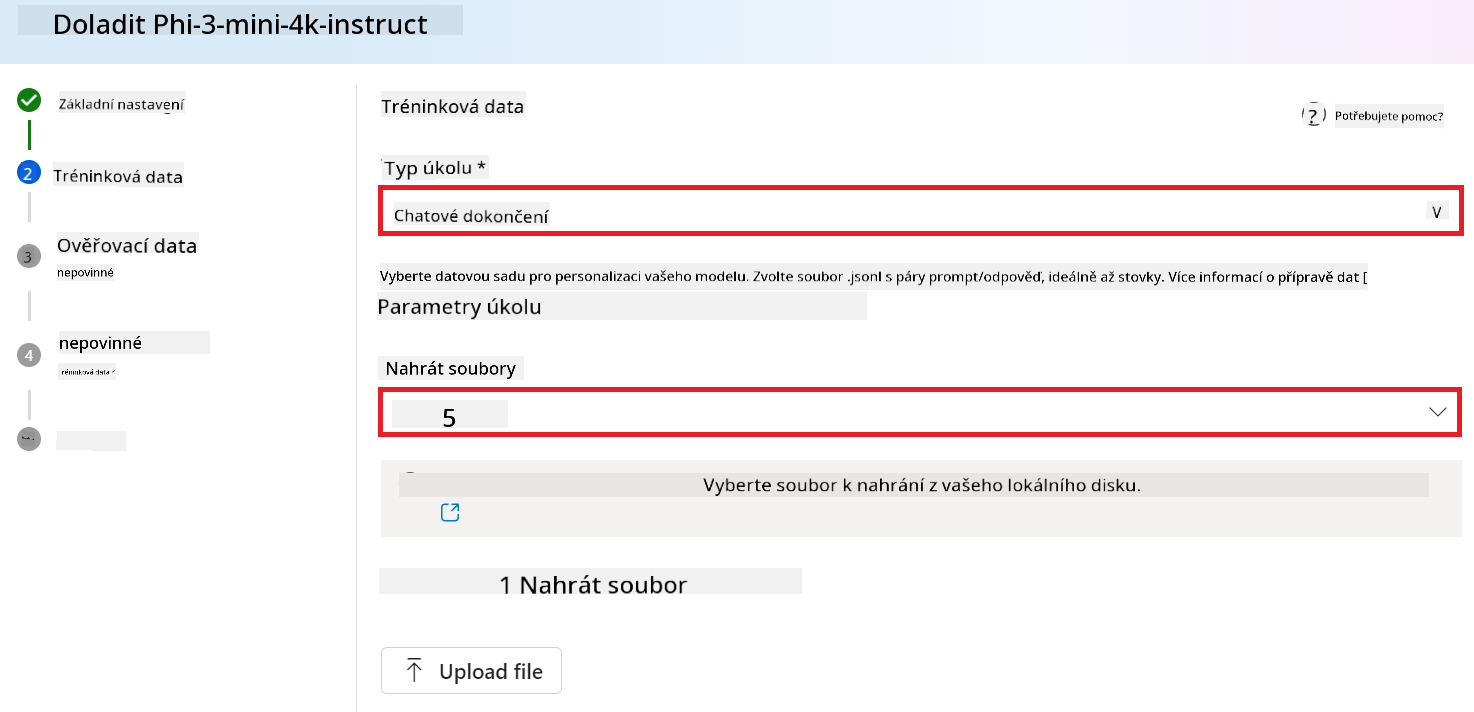 Doladit Phi-3-mini-4k-instruct
Základní nastavení
2 Tréninková data
3 Ověřovací data
nepovinné
4 nepovinné
Tréninková data *
Tréninková data
? Potřebujete pomoc?
Typ úkolu *
Chatové dokončení V
Vyberte datovou sadu pro personalizaci vašeho modelu. Zvolte soubor .jsonl s páry prompt/odpověď, ideálně až stovky. Více informací o přípravě dat [
Parametry úkolu
Nahrát soubory
5
Vyberte soubor k nahrání z vašeho lokálního disku.
1 Nahrát soubor
Upload file